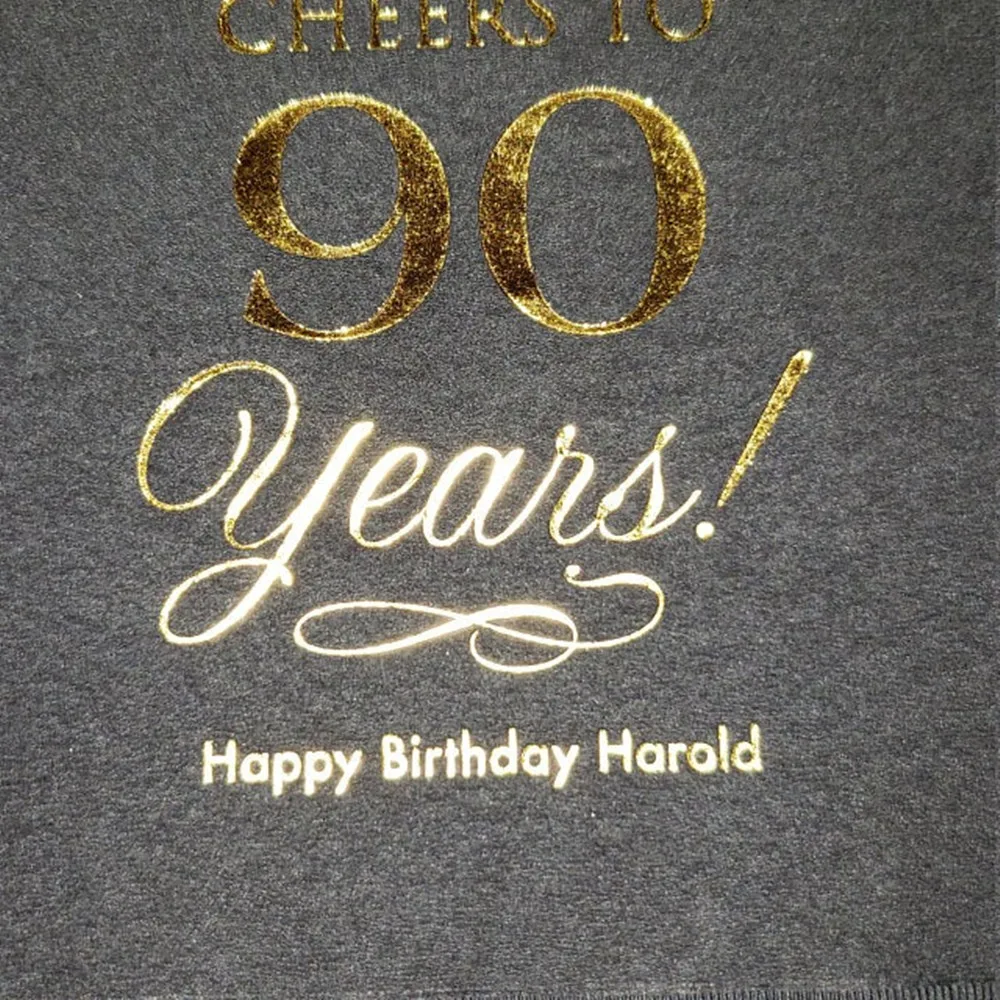 CHEERS TO
90
Years!
Happy Birthday Harold